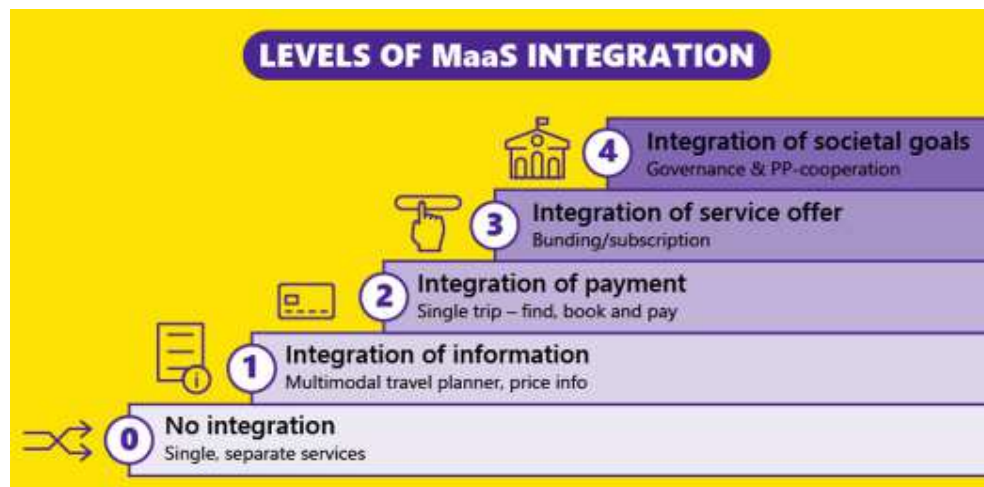 LEVELS OF MaaS INTEGRATION
4
Integration of societal goals
Governance & PP-cooperation
3
Integration of service offer
Bunding/subscription
2
Integration of payment
Single trip – find, book and pay
1
Integration of information
Multimodal travel planner, price info
0
No integration
Single, separate services